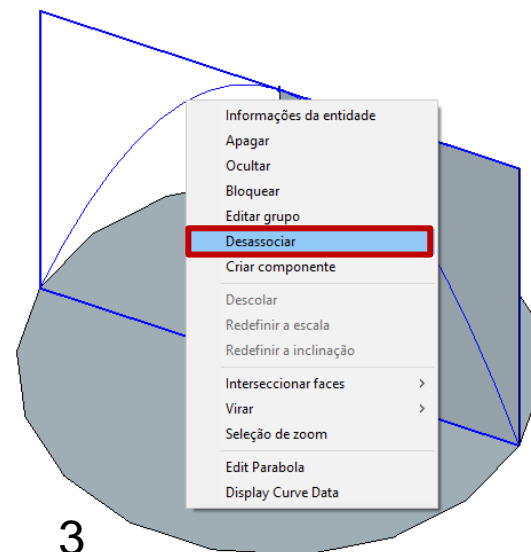 Informações da entidade
Apagar
Ocultar
Bloquear
Editar grupo
Desassociar
Criar componente
Descolar
Redefinir a escala
Redefinir a inclinação
Interseccionar faces
Virar
Seleção de zoom
Edit Parabola
Display Curve Data
3